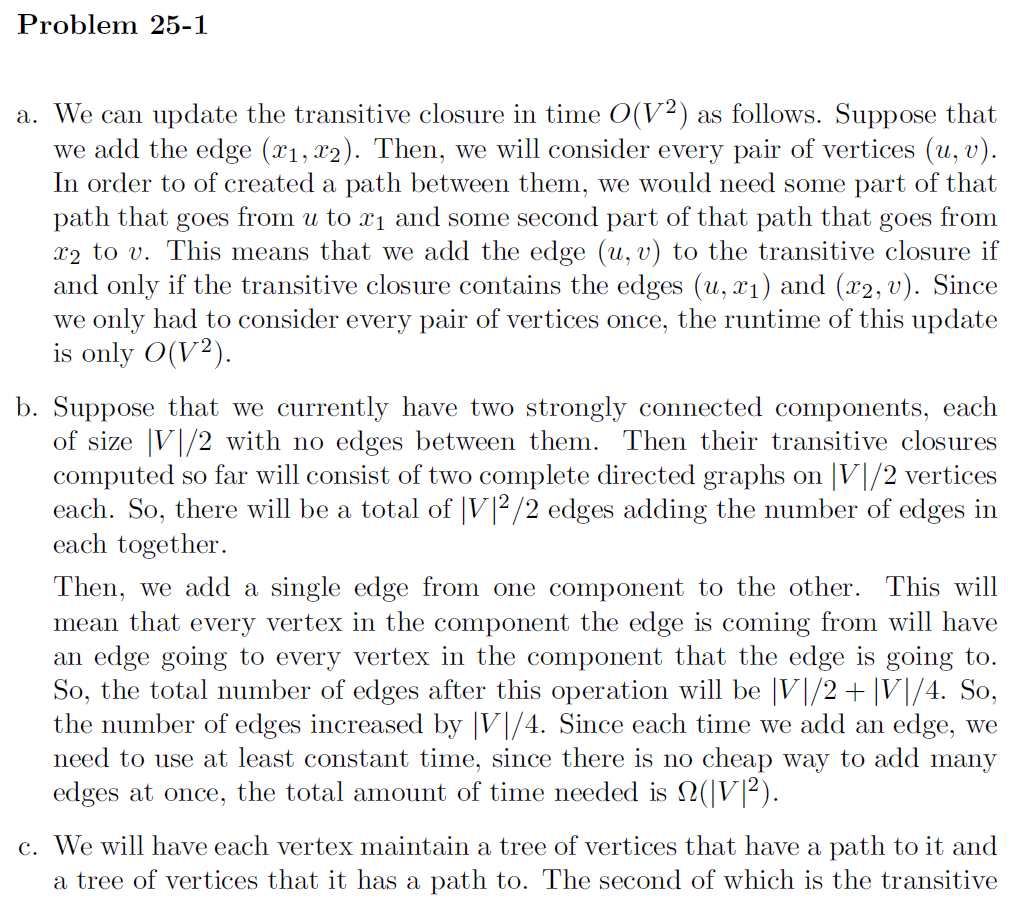 Problem 25-1
a. We can update the transitive closure in time O(V²) as follows. Suppose that
we add the edge (x₁, x₂). Then, we will consider every pair of vertices (u, v).
In order to of created a path between them, we would need some part of that
path that goes from u to x₁ and some second part of that path that goes from
x₂ to v. This means that we add the edge (u, v) to the transitive closure if
and only if the transitive closure contains the edges (u, x₁) and (x₂, v). Since
we only had to consider every pair of vertices once, the runtime of this update
is only O(V²).
b. Suppose that we currently have two strongly connected components, each
of size |V|/2 with no edges between them. Then their transitive closures
computed so far will consist of two complete directed graphs on |V|/2 vertices
each. So, there will be a total of |V|²/2 edges adding the number of edges in
each together.
Then, we add a single edge from one component to the other. This will
mean that every vertex in the component the edge is coming from will have
an edge going to every vertex in the component that the edge is going to.
So, the total number of edges after this operation will be |V|/2 + |V|/4. So,
the number of edges increased by |V|/4. Since each time we add an edge, we
need to use at least constant time, since there is no cheap way to add many
edges at once, the total amount of time needed is Ω(|V|²).
c. We will have each vertex maintain a tree of vertices that have a path to it and
a tree of vertices that it has a path to. The second of which is the transitive